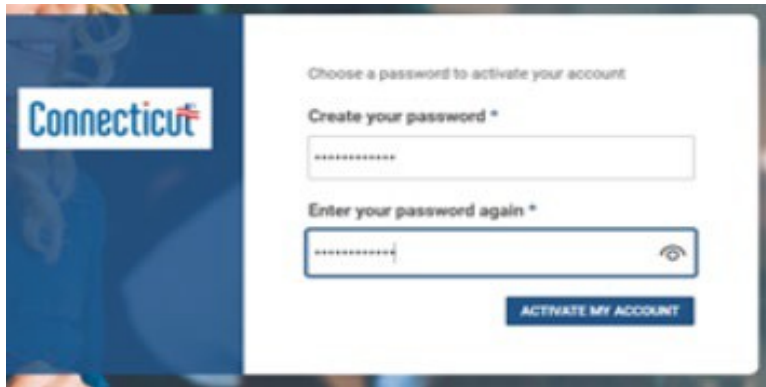 Connecticut
Choose a password to activate your account
Create your password *
••••••••••••
Enter your password again *
••••••••••••
ACTIVATE MY ACCOUNT